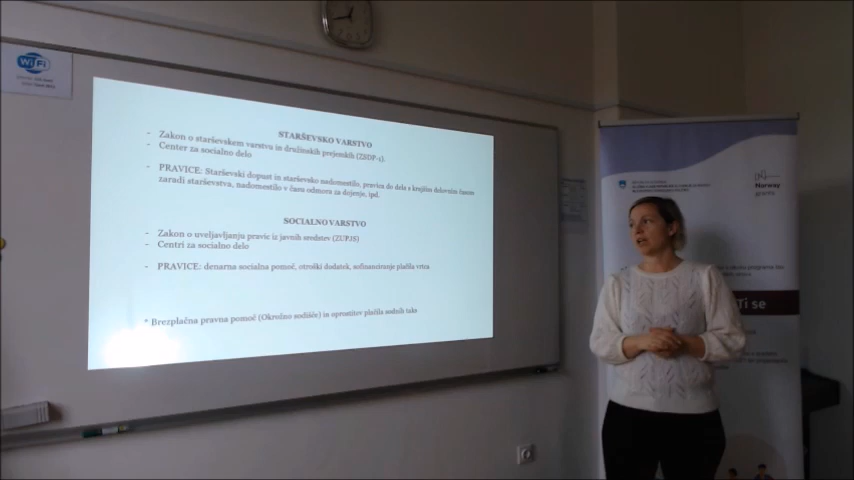 WiFi
STARŠEVSKO VARSTVO
- Zakon o starševskem varstvu in družinskih prejemkih (ZSDP-1).
- Center za socialno delo
- PRAVICE: Starševski dopust in starševsko nadomestilo, pravica do dela s krajšim delovnim časom
zaradi starševstva, nadomestilo v času odmora za dojenje, ipd.
SOCIALNO VARSTVO
- Zakon o uveljavljanju pravic iz javnih sredstev (ZUPJS)
- Centri za socialno delo
- PRAVICE: denarna socialna pomoč, otroški dodatek, sofinanciranje plačila vrtca
* Brezplačna pravna pomoč (Okrožno sodišče) in oprostitev plačila sodnih taks
Norway
grants
Ti se